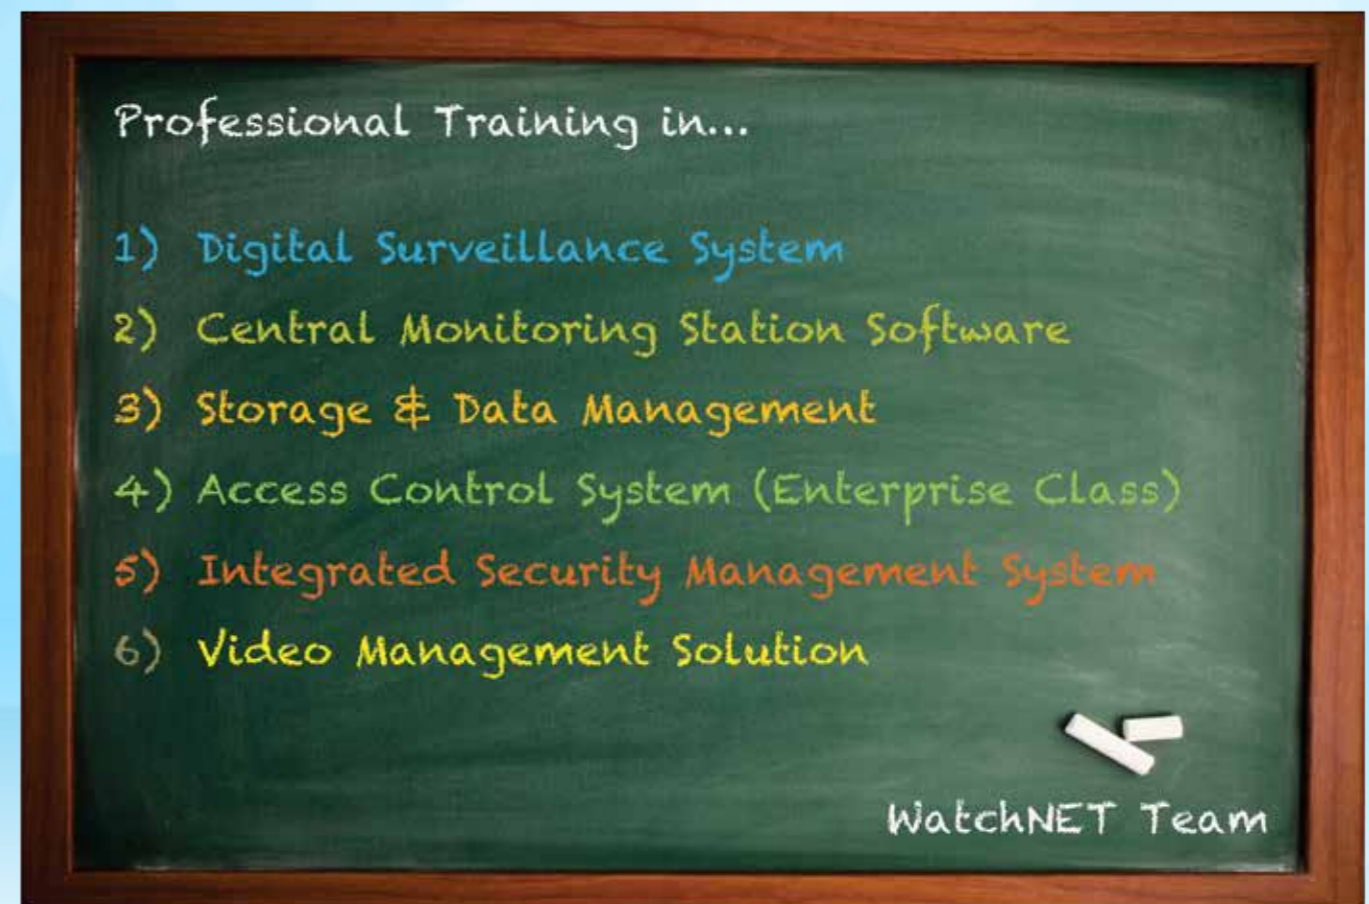 Professional Training in...
1) Digital Surveillance System
2) Central Monitoring Station Software
3) Storage & Data Management
4) Access Control System (Enterprise Class)
5) Integrated Security Management System
6) Video Management Solution
WatchNET Team